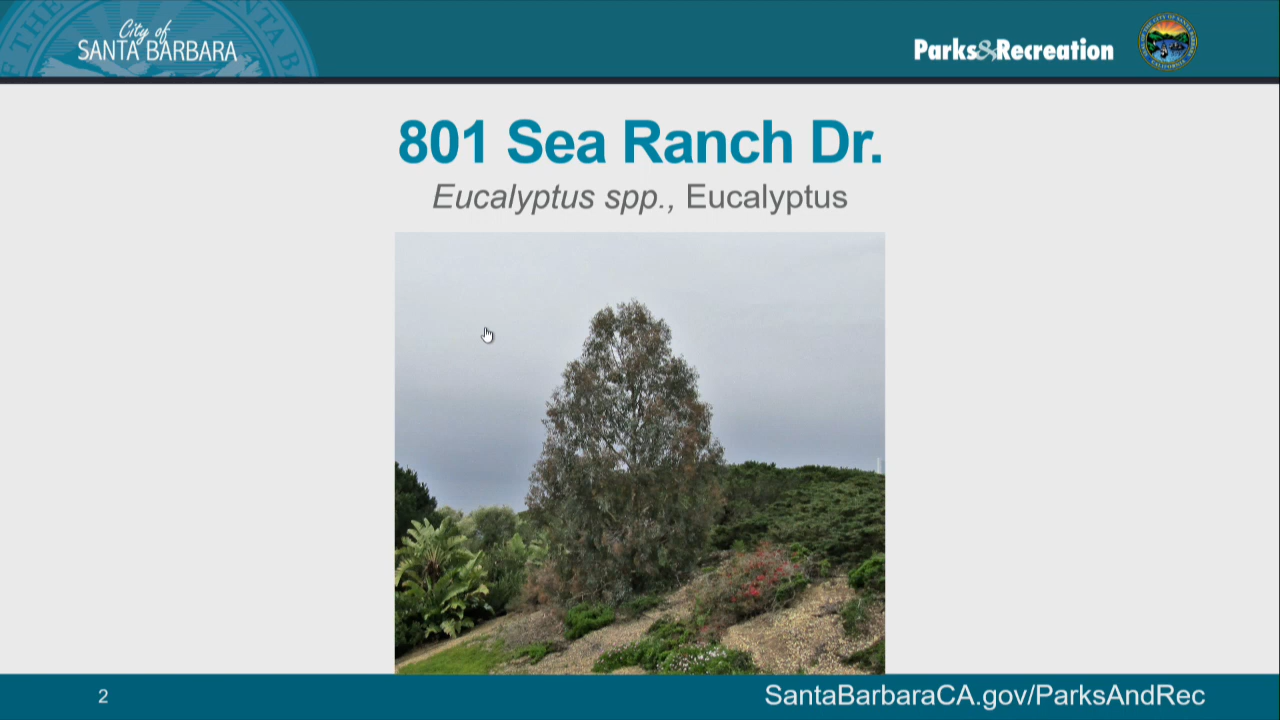 City of
SANTA BARBARA
Parks&Recreation
801 Sea Ranch Dr.
Eucalyptus spp., Eucalyptus
2
SantaBarbaraCA.gov/ParksAndRec